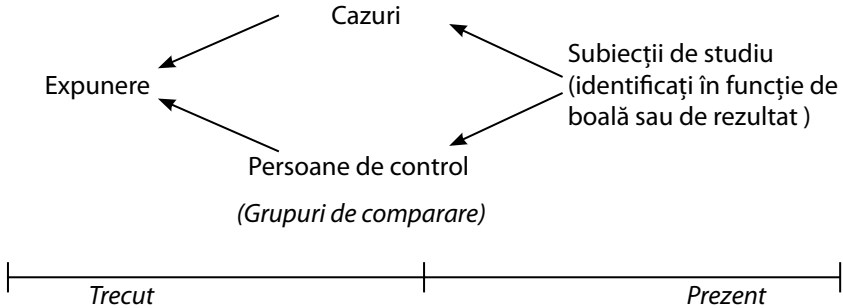 Cazuri
Expunere
Subiecții de studiu
(identificați în funcție de
boală sau de rezultat )
Persoane de control
(Grupuri de comparare)
Trecut
Prezent